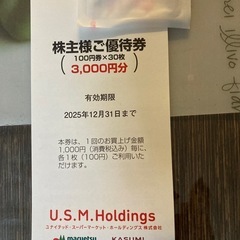 株主様ご優待券
(100円券×30枚
3,000円分)
有効期限
2025年12月31日まで
本券は、1回のお買上げ金額
1,000円(消費税込み)毎に、
各1枚(100円)ご利用いた
だけます。
U.S.M.Holdings
ユナイテッド・スーパーマーケット・ホールディングス株式会社
maruetsu KASUMI